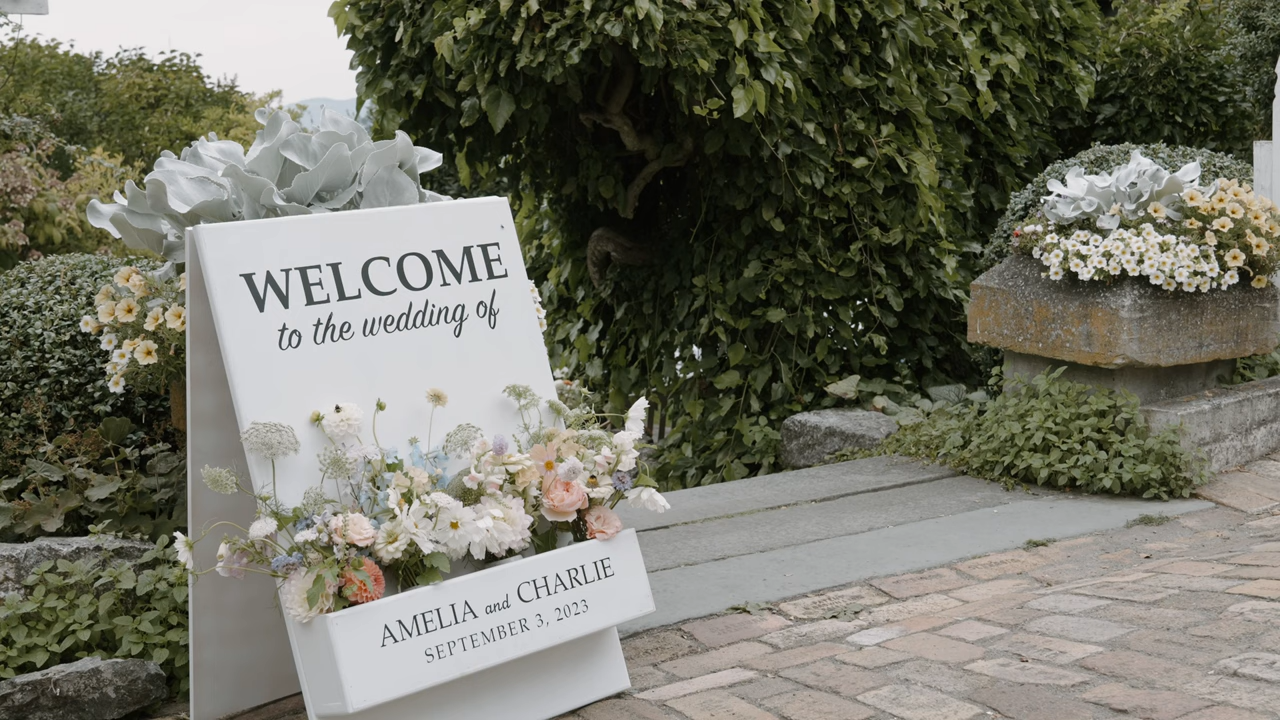 WELCOME
to the wedding of
AMELIA and CHARLIE
SEPTEMBER 3, 2023